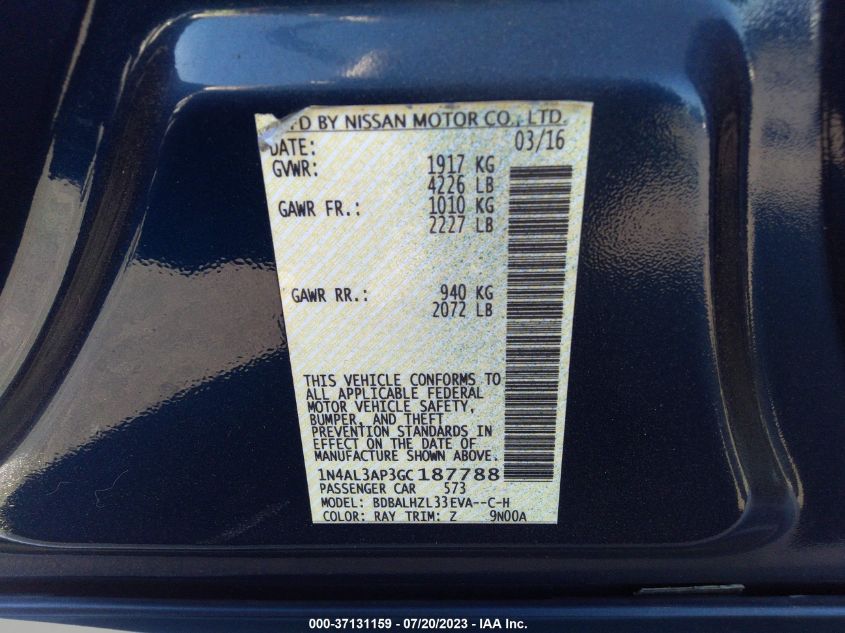 FD BY NISSAN MOTOR CO., LTD.
DATE: 03/16
GVWR: 1917 KG
4226 LB
GAWR FR.: 1010 KG
2227 LB
GAWR RR.: 940 KG
2072 LB
THIS VEHICLE CONFORMS TO
ALL APPLICABLE FEDERAL
MOTOR VEHICLE SAFETY,
BUMPER, AND THEFT
PREVENTION STANDARDS IN
EFFECT ON THE DATE OF
MANUFACTURE SHOWN ABOVE.
1N4AL3AP3GC187788
PASSENGER CAR 573
MODEL: BDBALHZL33EVA--C-H
COLOR: RAY TRIM: Z 9N00A
000-37131159 - 07/20/2023 - IAA Inc.